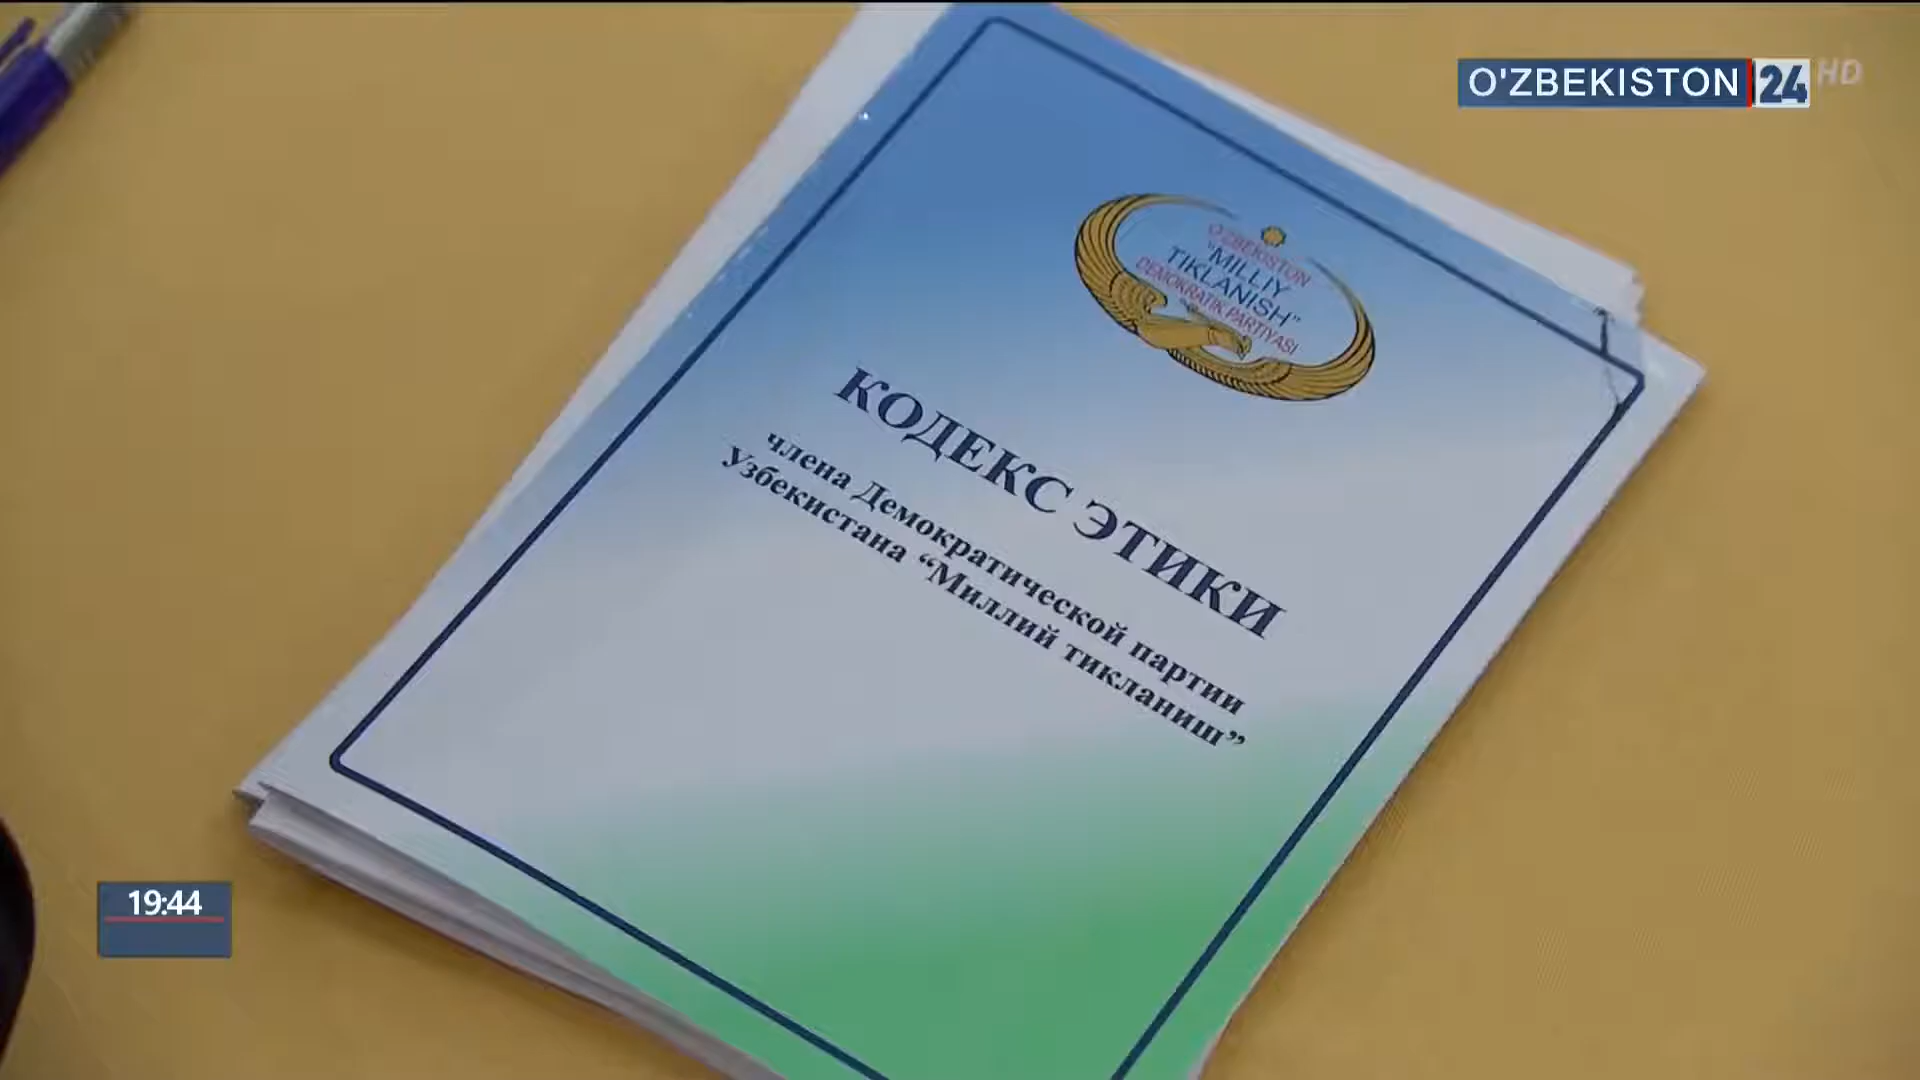 O'ZBEKISTON 24 HD
O'ZBEKISTON
"MILLIY
TIKLANISH"
DEMOKRATIK PARTIYASI
КОДЕКС ЭТИКИ
члена Демократической партии
Узбекистана “Миллий тикланиш”
19:44